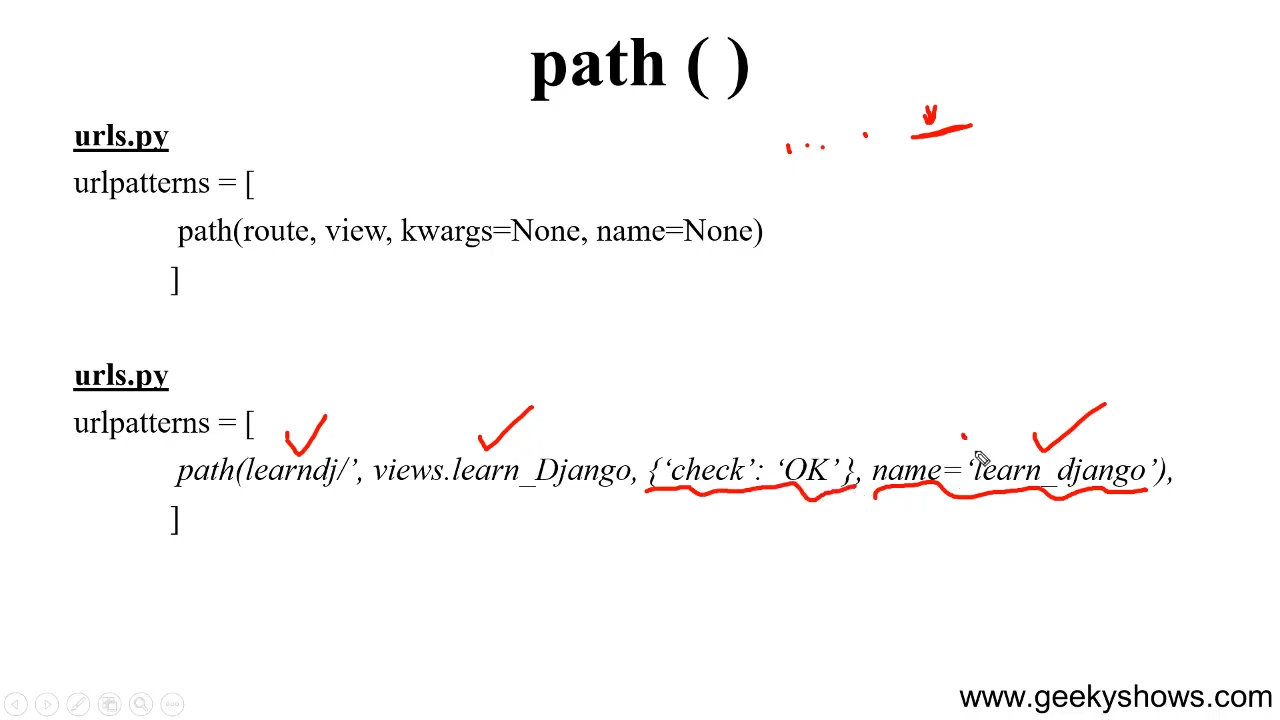 path ( )
urls.py
urlpatterns = [
path(route, view, kwargs=None, name=None)
]
urls.py
urlpatterns = [
path(learndj/’, views.learn_Django, {‘check’: ‘OK’}, name=‘learn_django’),
]
www.geekyshows.com